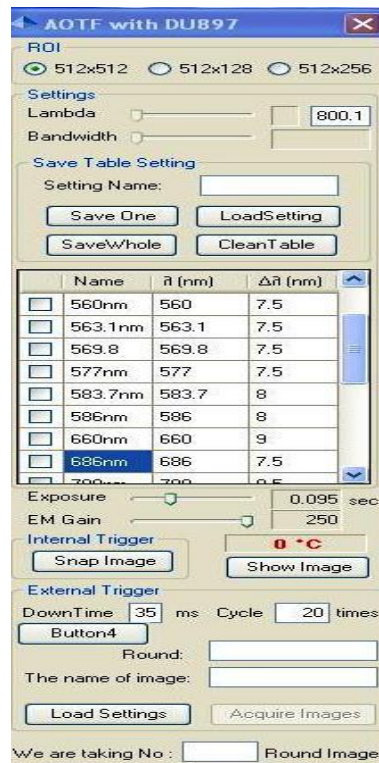 AOTF with DU897
ROI
512x512 512x128 512x256
Settings
Lambda 800.1
Bandwidth
Save Table Setting
Setting Name:
Save One LoadSetting
SaveWhole CleanTable
Name λ (nm) Δλ (nm)
560nm 560 7.5
563.1nm 563.1 7.5
569.8 569.8 7.5
577nm 577 7.5
583.7nm 583.7 8
586nm 586 8
660nm 660 9
686nm 686 7.5
Exposure 0.095 sec
EM Gain 250
Internal Trigger 0 °C
Snap Image Show Image
External Trigger
DownTime 35 ms Cycle 20 times
Button4
Round:
The name of image:
Load Settings Acquire Images
We are taking No : Round Image